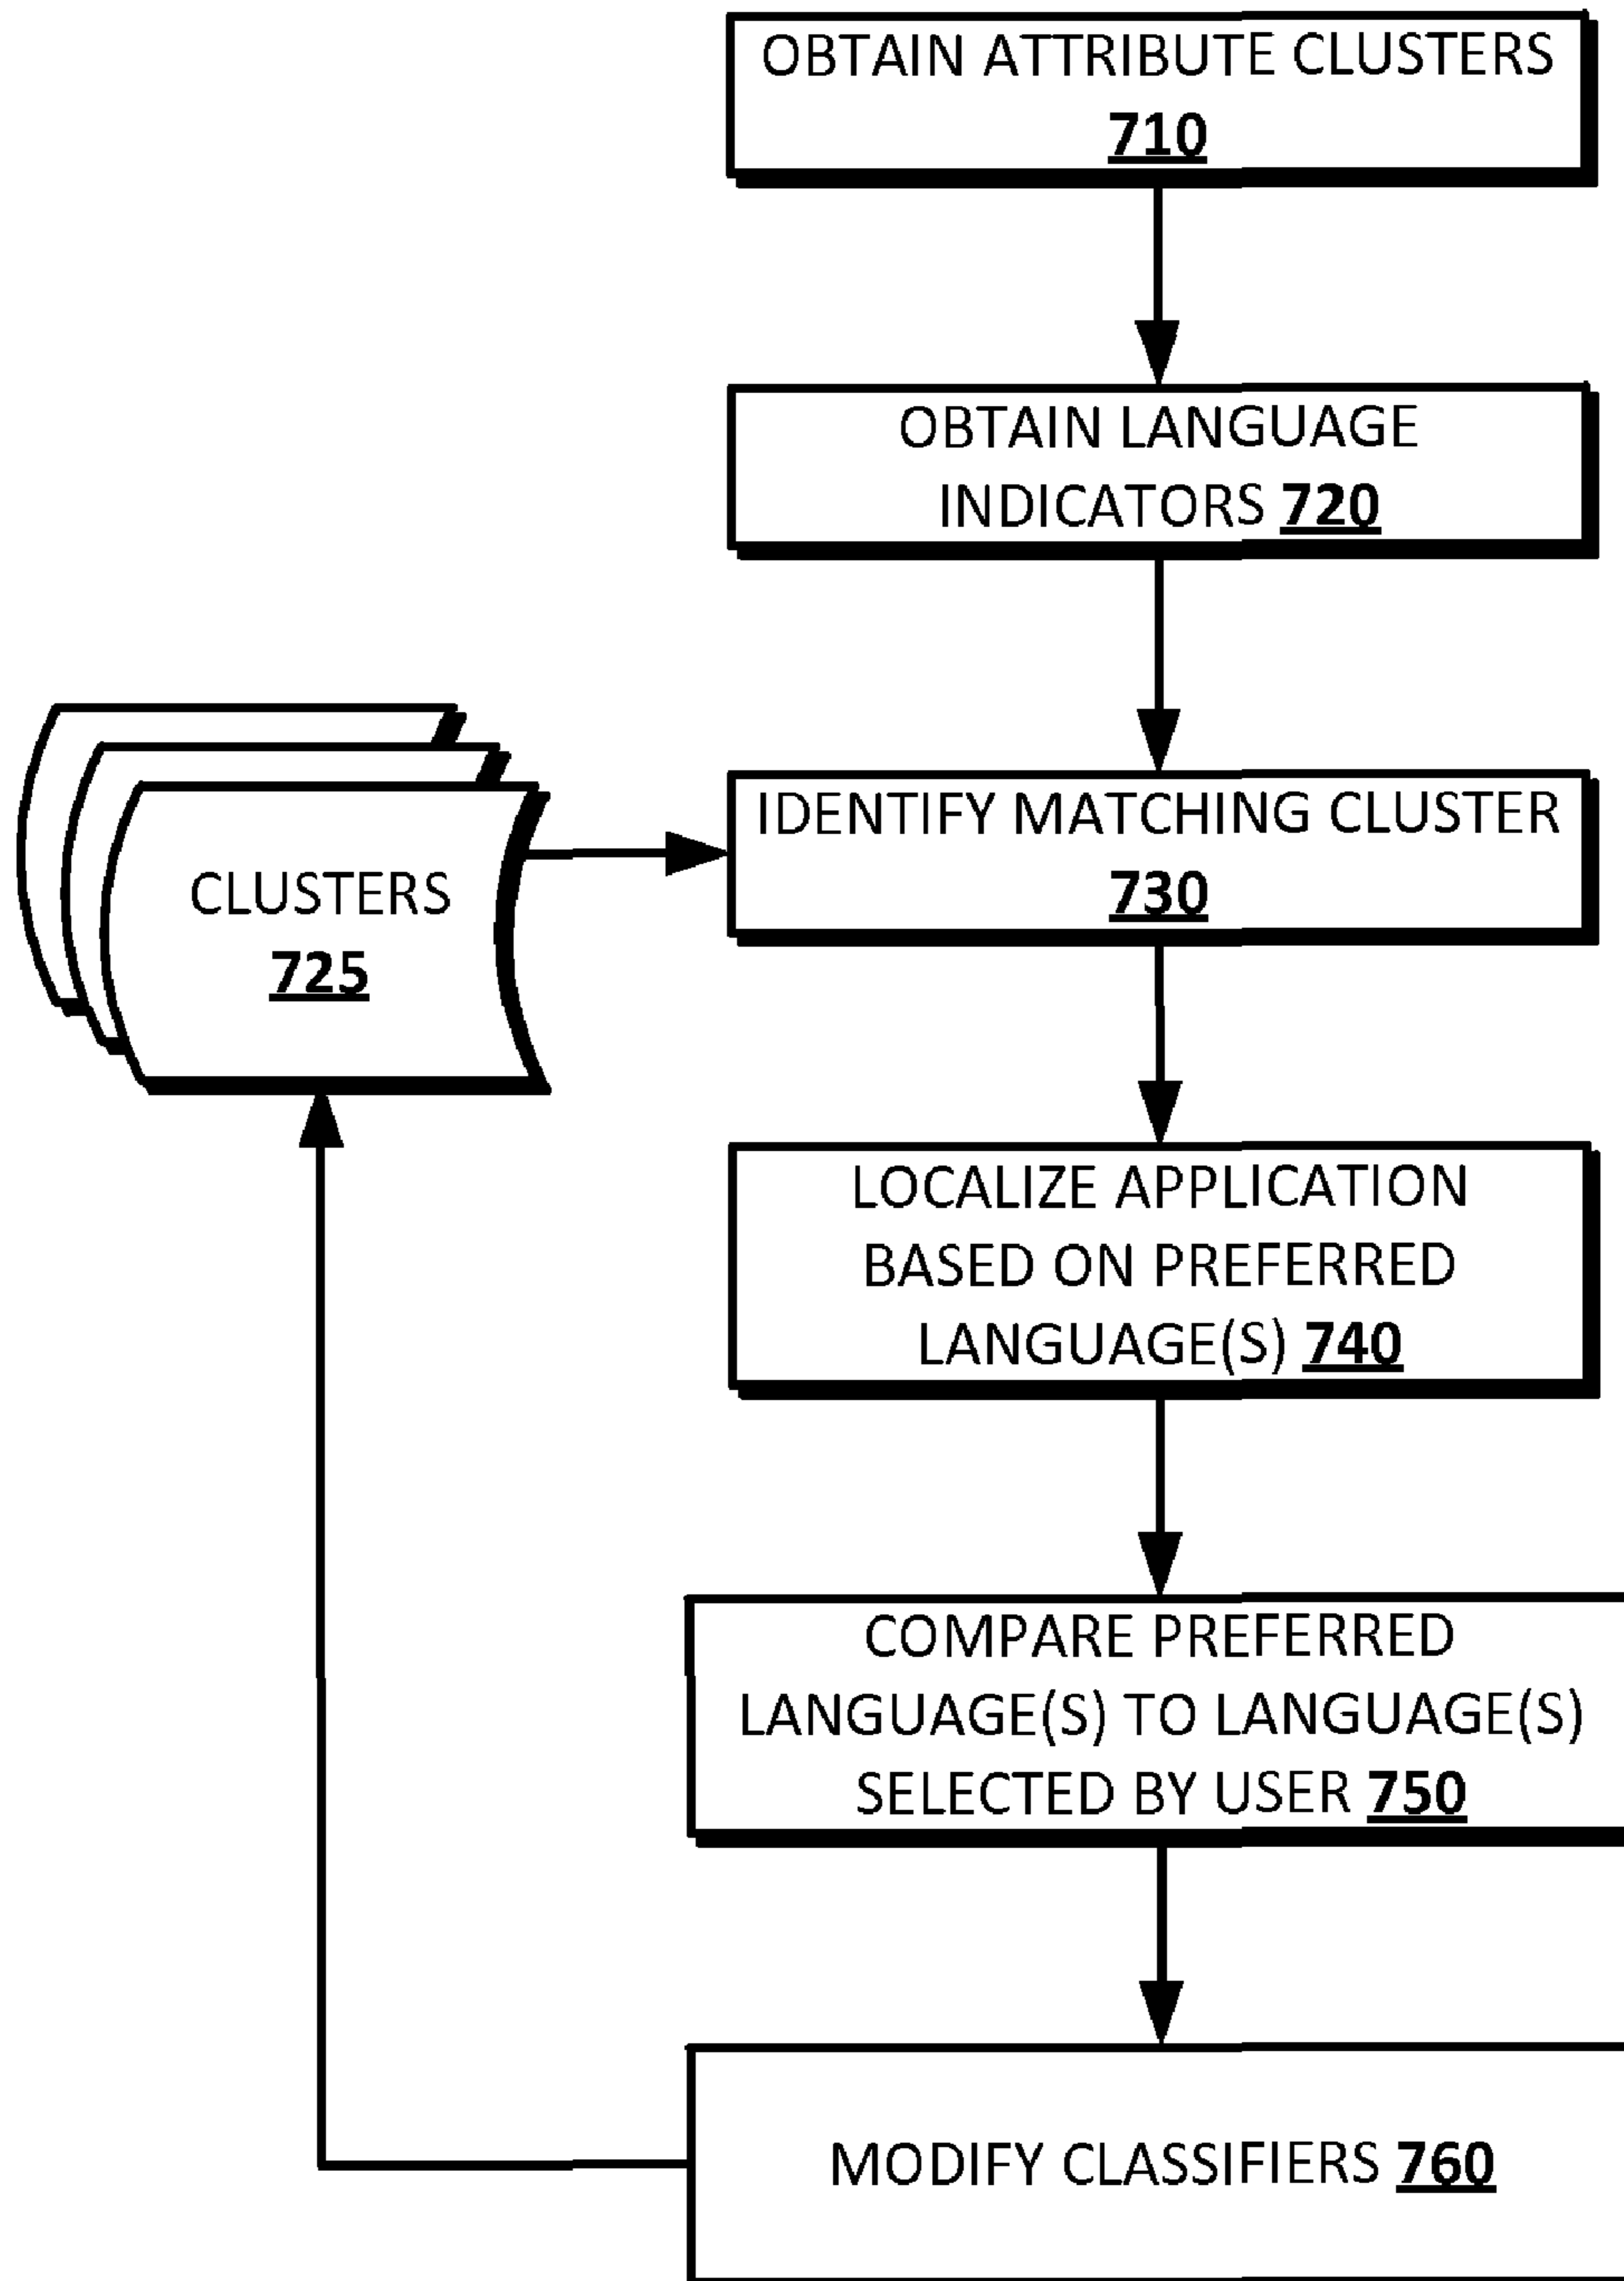 OBTAIN ATTRIBUTE CLUSTERS
710
OBTAIN LANGUAGE
INDICATORS 720
IDENTIFY MATCHING CLUSTER
730
CLUSTERS
725
LOCALIZE APPLICATION
BASED ON PREFERRED
LANGUAGE(S) 740
COMPARE PREFERRED
LANGUAGE(S) TO LANGUAGE(S)
SELECTED BY USER 750
MODIFY CLASSIFIERS 760